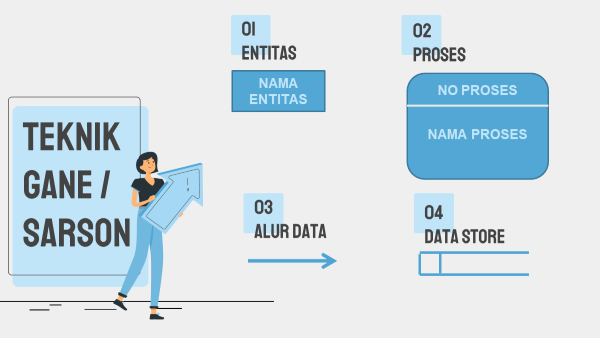 TEKNIK
GANE /
SARSON
01
ENTITAS
NAMA
ENTITAS
02
PROSES
NO PROSES
NAMA PROSES
03
ALUR DATA
04
DATA STORE